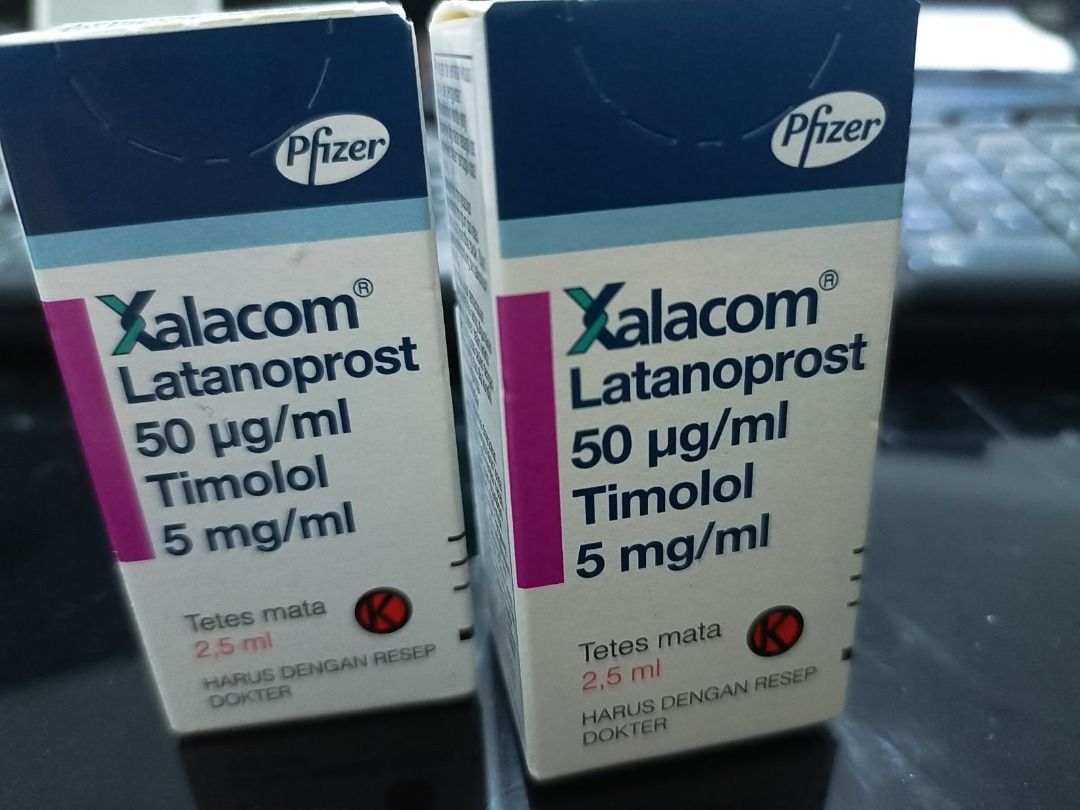 Pfizer
Xalacom®
Latanoprost
50 µg/ml
Timolol
5 mg/ml
Tetes mata
K
2,5 ml
HARUS DENGAN RESEP
DOKTER
Pfizer
Xalacom®
Latanoprost
50 µg/ml
Timolol
5 mg/ml
Tetes mata
K
2,5 ml
HARUS DENGAN RESEP
DOKTER